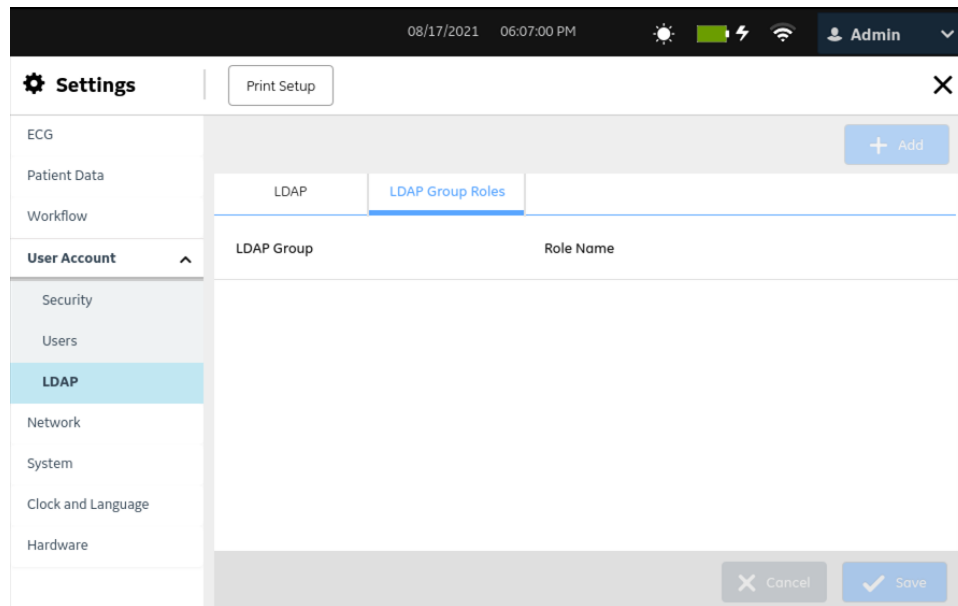 08/17/2021 06:07:00 PM Admin
Settings
Print Setup
ECG
Patient Data
Workflow
User Account
Security
Users
LDAP
Network
System
Clock and Language
Hardware
Add
LDAP LDAP Group Roles
LDAP Group Role Name
Cancel Save